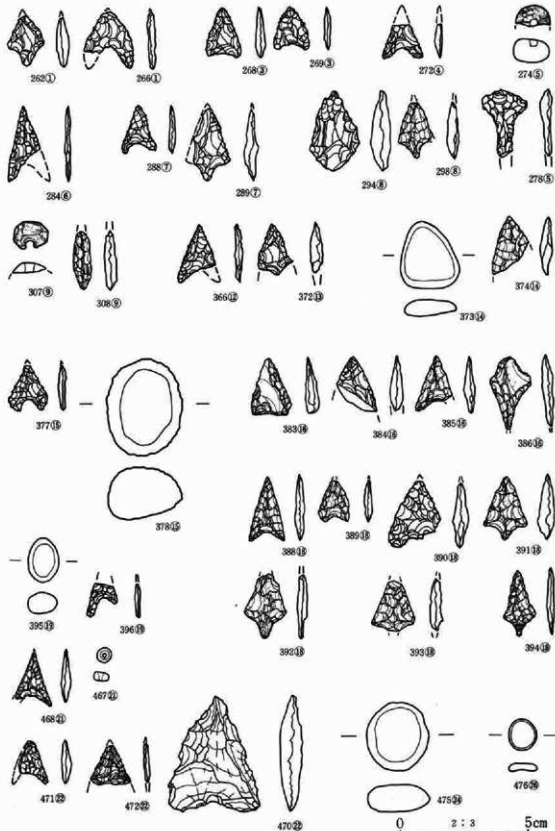 262① 266① 268③ 269③ 272④ 274⑤
284⑥ 288⑦ 289⑦ 294⑧ 298⑧ 278⑤
307⑨ 308⑨ 366⑫ 372⑬ 373⑭ 374⑭
377⑮ 378⑮ 383⑯ 384⑯ 385⑯ 386⑯
388⑱ 389⑱ 390⑱ 391⑱
395⑲ 396⑲ 392⑱ 393⑱ 394⑱
468㉑ 467㉑
471㉒ 472㉒ 470㉒ 475㉔ 476㉖
0 2:3 5cm